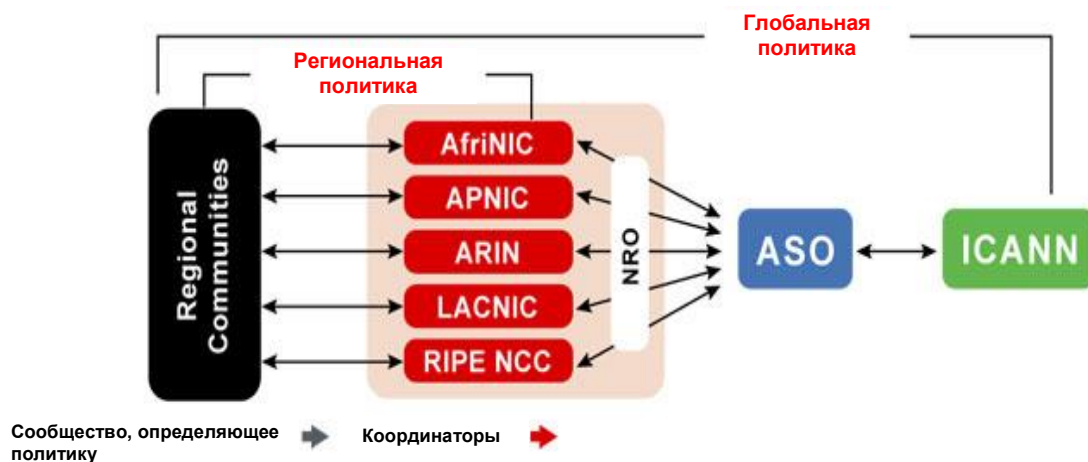 Глобальная
политика
Региональная
политика
Regional
Communities
AfriNIC
APNIC
ARIN
LACNIC
RIPE NCC
NRO
ASO
ICANN
Сообщество, определяющее
политику
Координаторы